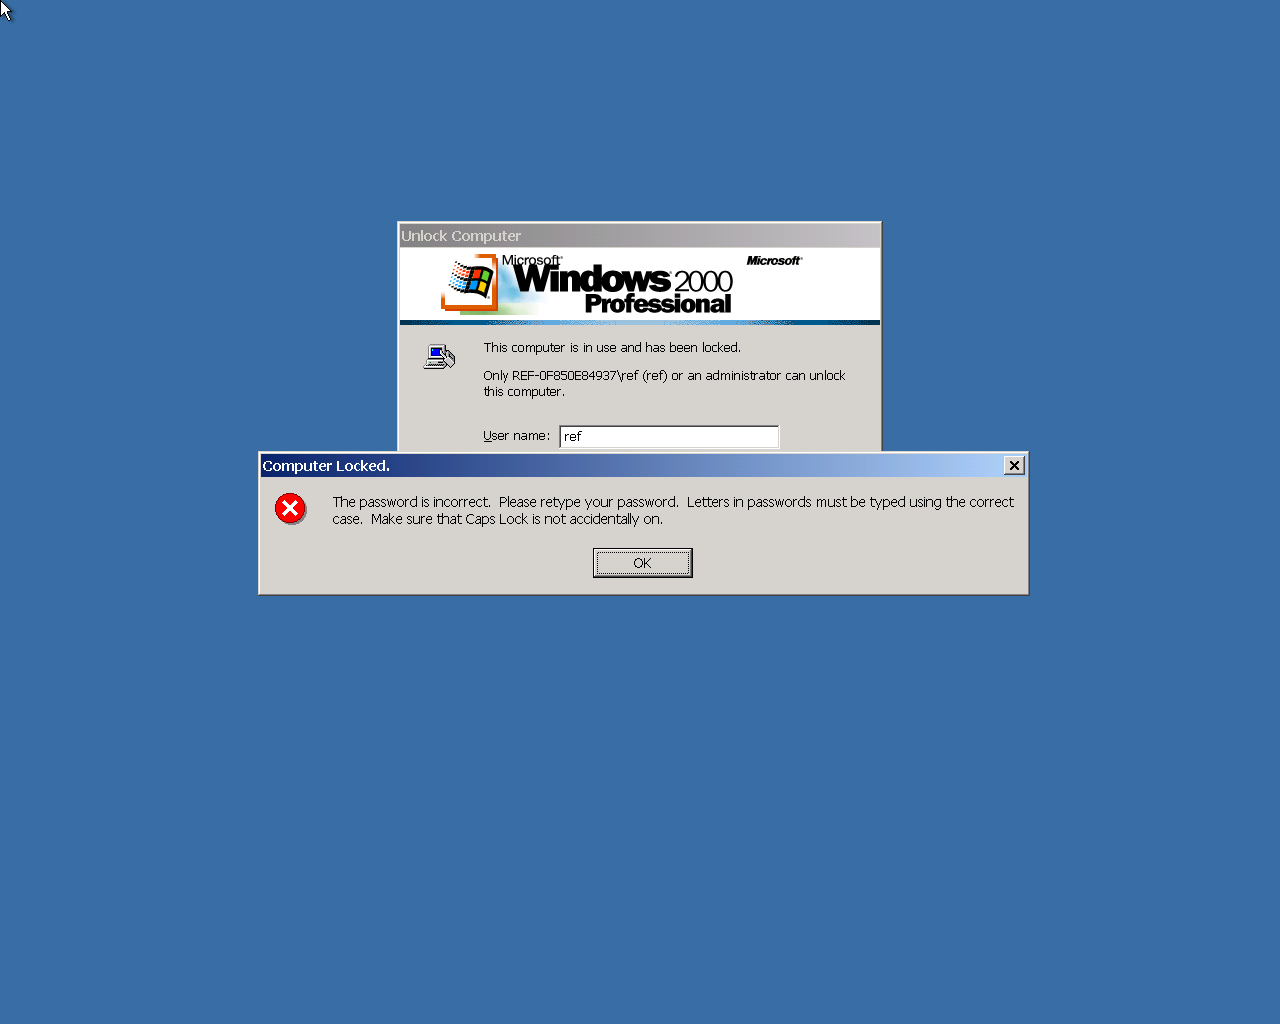 Unlock Computer
Microsoft® Microsoft®
Windows 2000
Professional
This computer is in use and has been locked.
Only REF-0F850E84937\ref (ref) or an administrator can unlock
this computer.
User name: ref
Computer Locked.
The password is incorrect.  Please retype your password.  Letters in passwords must be typed using the correct
case.  Make sure that Caps Lock is not accidentally on.
OK